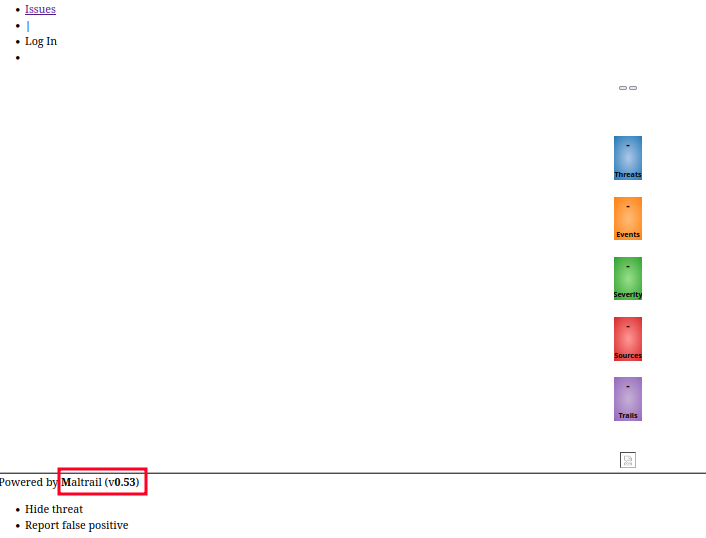 Issues
|
Log In
-
Threats
-
Events
-
Severity
-
Sources
-
Trails
Powered by Maltrail (v0.53)
Hide threat
Report false positive